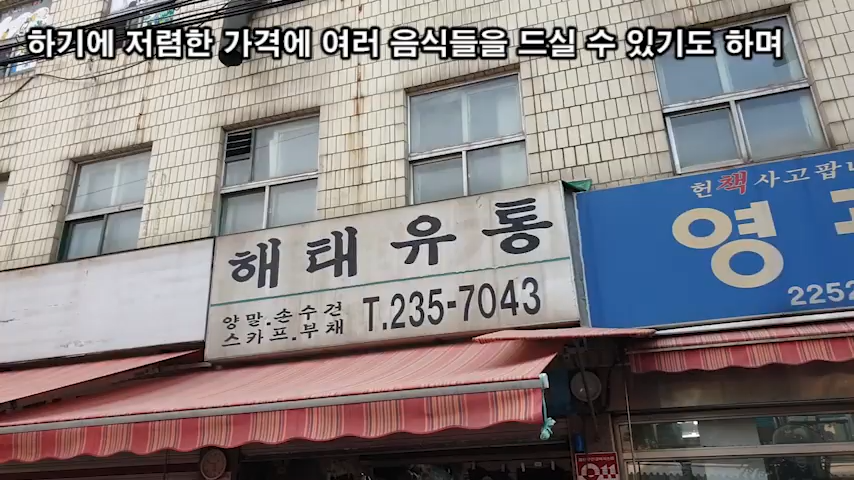 하기에 저렴한 가격에 여러 음식들을 드실 수 있기도 하며
해태유통
양말.손수건
스카프.부채
T.235-7043
헌책사고팝
영
2252